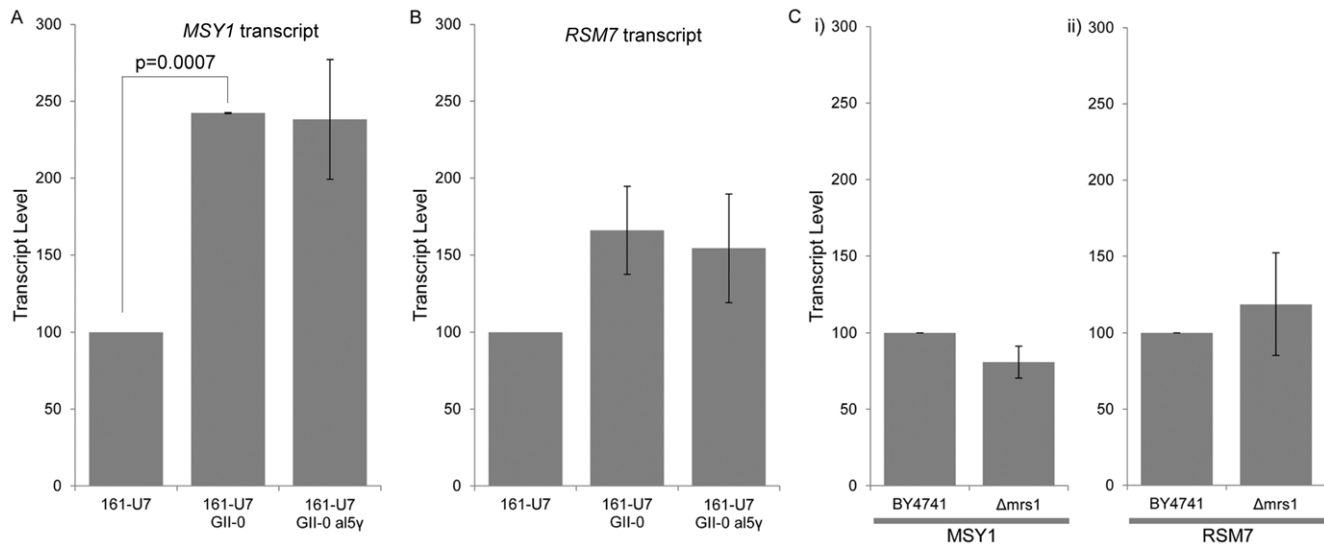 A
MSY1 transcript
p=0.0007
Transcript Level
300
250
200
150
100
50
0
161-U7
161-U7
GII-0
161-U7
GII-0 aI5γ
B
RSM7 transcript
Transcript Level
300
250
200
150
100
50
0
161-U7
161-U7
GII-0
161-U7
GII-0 aI5γ
C
i)
Transcript Level
300
250
200
150
100
50
0
BY4741
Δmrs1
MSY1
ii)
300
250
200
150
100
50
0
BY4741
Δmrs1
RSM7